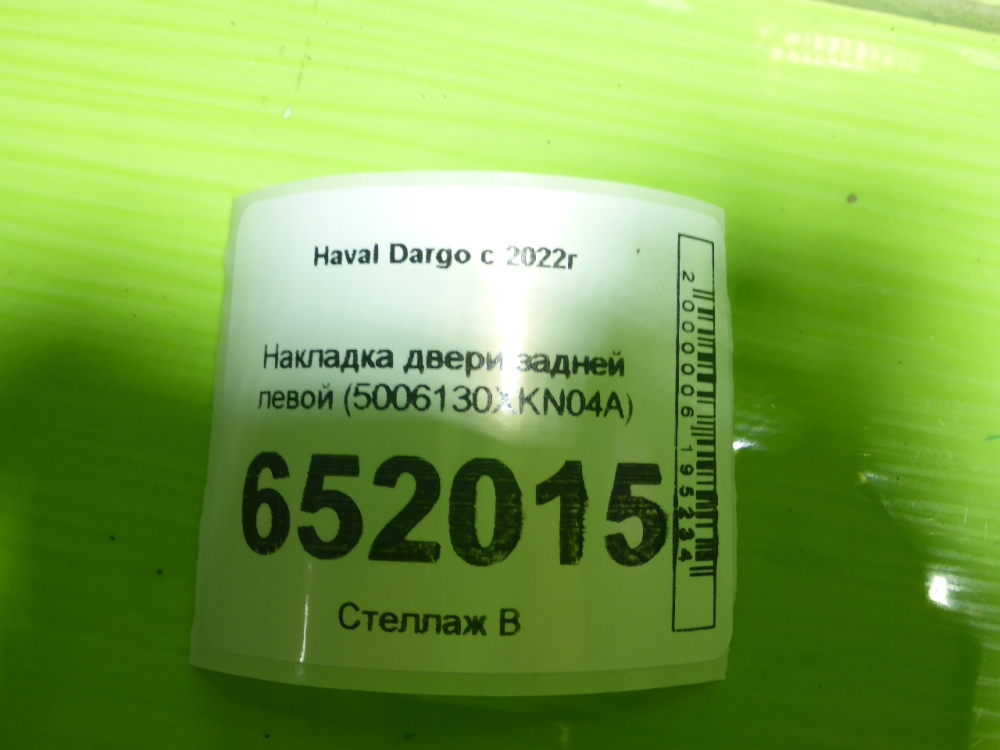 Haval Dargo с 2022г
Накладка двери задней
левой (5006130XKN04A)
652015
Стеллаж В
2000006195234